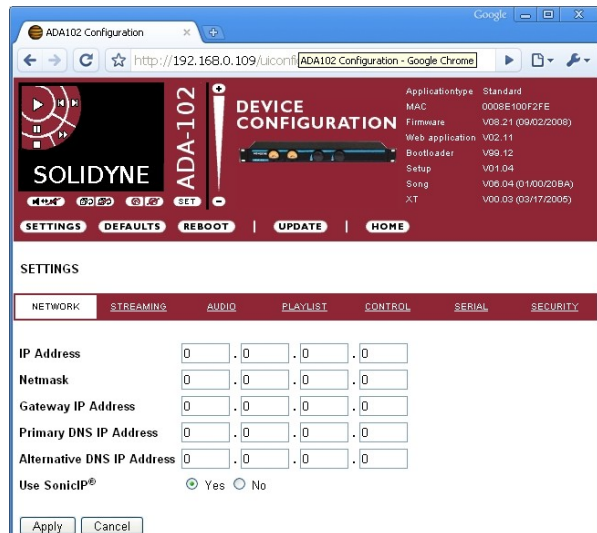 Google
ADA102 Configuration
http://192.168.0.109/uiconfi
ADA102 Configuration - Google Chrome
SOLIDYNE
ADA-102
SET
DEVICE
CONFIGURATION
Applicationtype Standard
MAC 0008E100F2FE
Firmware V08.21 (09/02/2008)
Web application V02.11
Bootloader V99.12
Setup V01.04
Song V06.04 (01/00/20BA)
XT V00.03 (03/17/2005)
SETTINGS DEFAULTS REBOOT | UPDATE | HOME
SETTINGS
NETWORK STREAMING AUDIO PLAYLIST CONTROL SERIAL SECURITY
IP Address 0 . 0 . 0 . 0
Netmask 0 . 0 . 0 . 0
Gateway IP Address 0 . 0 . 0 . 0
Primary DNS IP Address 0 . 0 . 0 . 0
Alternative DNS IP Address 0 . 0 . 0 . 0
Use SonicIP® Yes No
Apply Cancel